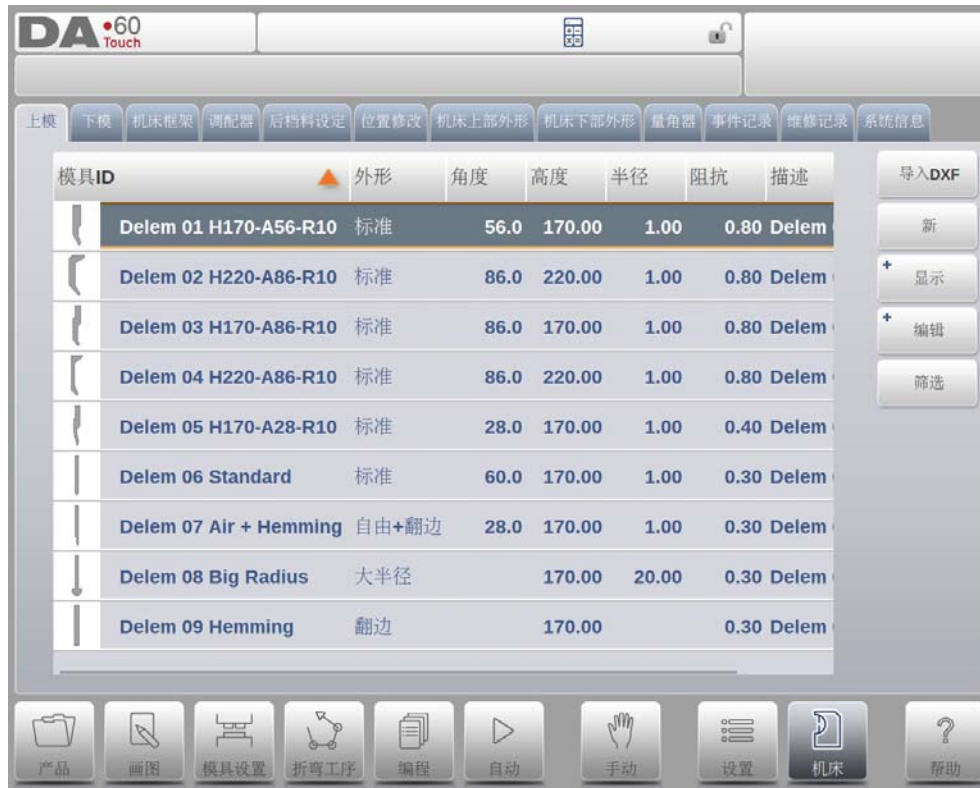 DA•60
Touch
上模 下模 机床框架 调配器 后档料设定 位置修改 机床上部外形 机床下部外形 量角器 事件记录 维修记录 系统信息
模具ID 外形 角度 高度 半径 阻抗 描述
Delem 01 H170-A56-R10 标准 56.0 170.00 1.00 0.80 Delem
Delem 02 H220-A86-R10 标准 86.0 220.00 1.00 0.80 Delem
Delem 03 H170-A86-R10 标准 86.0 170.00 1.00 0.80 Delem
Delem 04 H220-A86-R10 标准 86.0 220.00 1.00 0.80 Delem
Delem 05 H170-A28-R10 标准 28.0 170.00 1.00 0.40 Delem
Delem 06 Standard 标准 60.0 170.00 1.00 0.30 Delem
Delem 07 Air + Hemming 自由+翻边 28.0 170.00 1.00 0.30 Delem
Delem 08 Big Radius 大半径 170.00 20.00 0.30 Delem
Delem 09 Hemming 翻边 170.00 0.30 Delem
导入DXF
新
显示
编辑
筛选
产品 画图 模具设置 折弯工序 编程 自动 手动 设置 机床 帮助